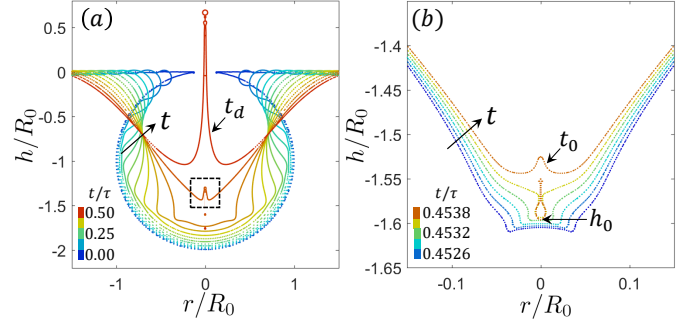 (a)
0.5
0
-0.5
-1
-1.5
-2
h/R₀
t
t_d
t/τ
0.50
0.25
0.00
-1
0
1
r/R₀
(b)
-1.4
-1.45
-1.5
-1.55
-1.6
-1.65
h/R₀
t
t₀
h₀
t/τ
0.4538
0.4532
0.4526
-0.1
0
0.1
r/R₀